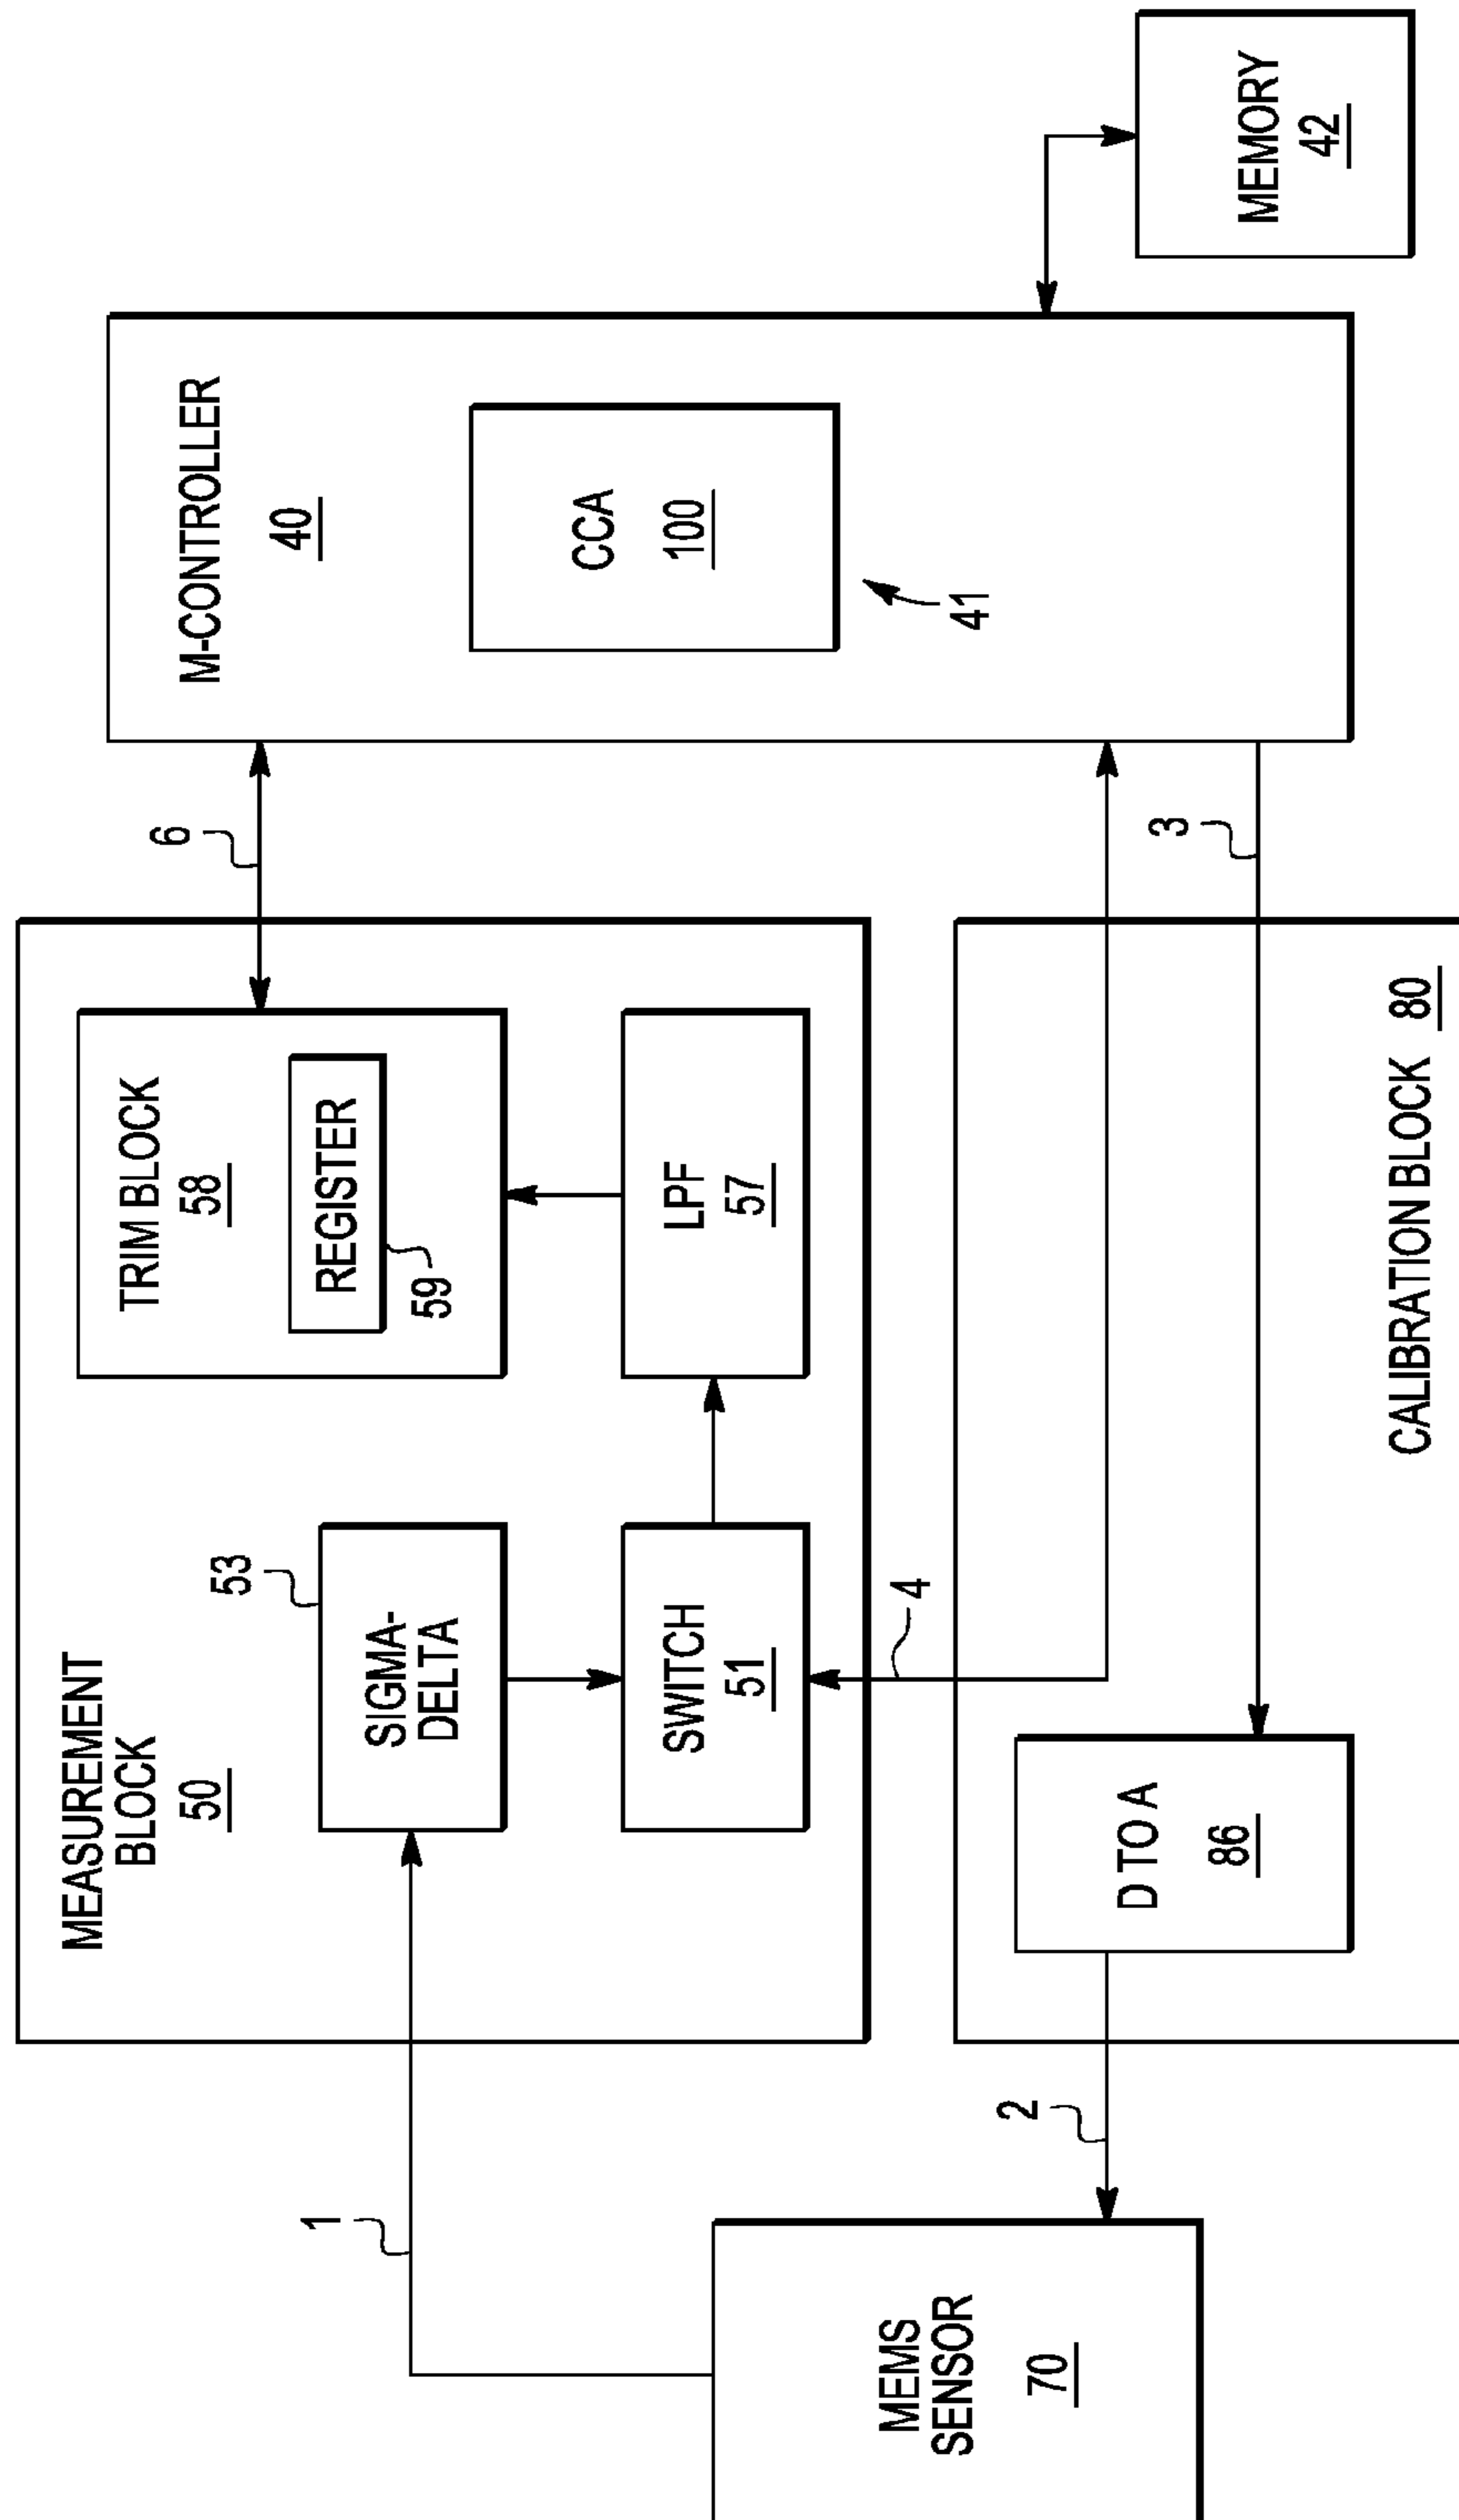 MEASUREMENT
BLOCK
50
53
SIGMA-
DELTA
SWITCH
51
TRIM BLOCK
58
REGISTER
59
LPF
57
6
M-CONTROLLER
40
CCA
100
41
MEMORY
42
1
MEMS
SENSOR
70
2
4
D TO A
86
3
CALIBRATION BLOCK 80